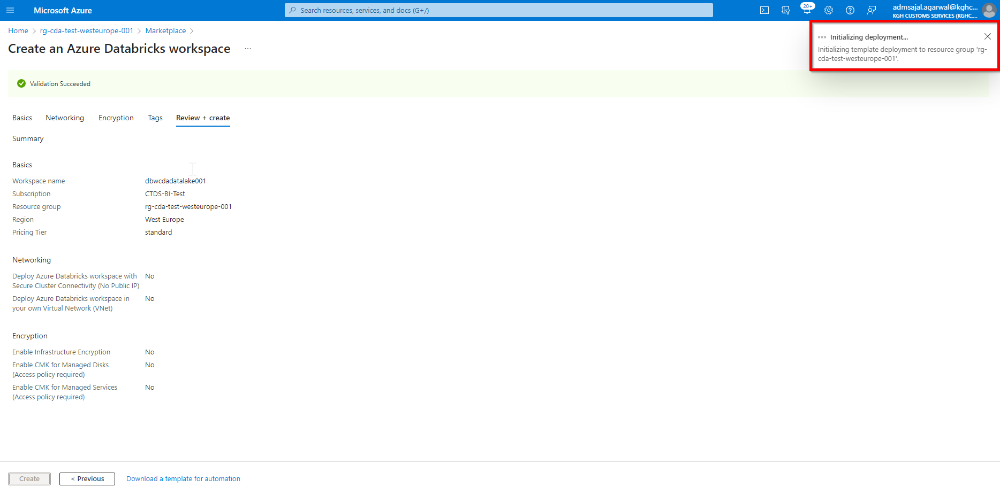 Microsoft Azure
Search resources, services, and docs (G+/)
20+
admsajal.agarwal@kghc...
KGH CUSTOMS SERVICES (KGHC....
Home > rg-cda-test-westeurope-001 > Marketplace >
Create an Azure Databricks workspace ...
Initializing deployment...
Initializing template deployment to resource group 'rg-
cda-test-westeurope-001'.
Validation Succeeded
Basics Networking Encryption Tags Review + create
Summary
Basics
Workspace name dbwcdadatalake001
Subscription CTDS-BI-Test
Resource group rg-cda-test-westeurope-001
Region West Europe
Pricing Tier standard
Networking
Deploy Azure Databricks workspace with No
Secure Cluster Connectivity (No Public IP)
Deploy Azure Databricks workspace in No
your own Virtual Network (VNet)
Encryption
Enable Infrastructure Encryption No
Enable CMK for Managed Disks No
(Access policy required)
Enable CMK for Managed Services No
(Access policy required)
Create < Previous Download a template for automation